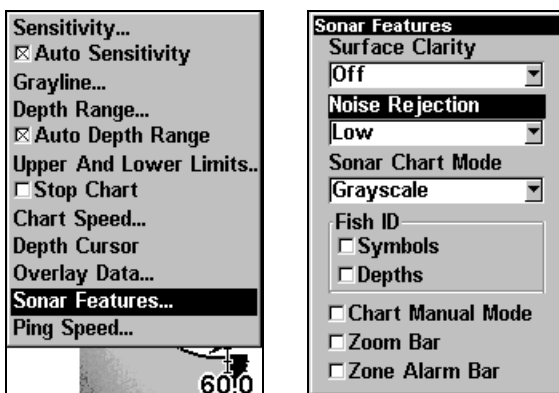 Sensitivity...
Auto Sensitivity
Grayline...
Depth Range...
Auto Depth Range
Upper And Lower Limits..
Stop Chart
Chart Speed...
Depth Cursor
Overlay Data...
Sonar Features...
Ping Speed...
60.0
Sonar Features
Surface Clarity
Off
Noise Rejection
Low
Sonar Chart Mode
Grayscale
Fish ID
Symbols
Depths
Chart Manual Mode
Zoom Bar
Zone Alarm Bar